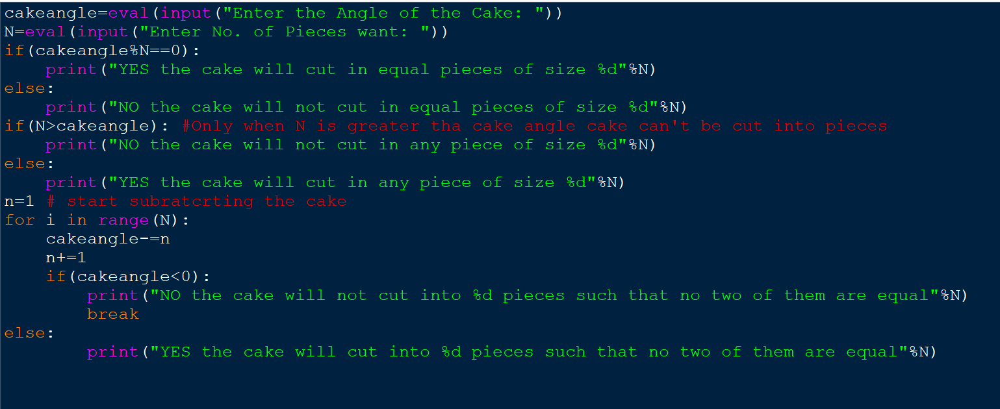 cakeangle=eval(input("Enter the Angle of the Cake: "))
N=eval(input("Enter No. of Pieces want: "))
if(cakeangle%N==0):
    print("YES the cake will cut in equal pieces of size %d"%N)
else:
    print("NO the cake will not cut in equal pieces of size %d"%N)
if(N>cakeangle): #Only when N is greater tha cake angle cake can't be cut into pieces
    print("NO the cake will not cut in any piece of size %d"%N)
else:
    print("YES the cake will cut in any piece of size %d"%N)
n=1 # start subratcrting the cake
for i in range(N):
    cakeangle-=n
    n+=1
    if(cakeangle<0):
        print("NO the cake will not cut into %d pieces such that no two of them are equal"%N)
        break
else:
        print("YES the cake will cut into %d pieces such that no two of them are equal"%N)